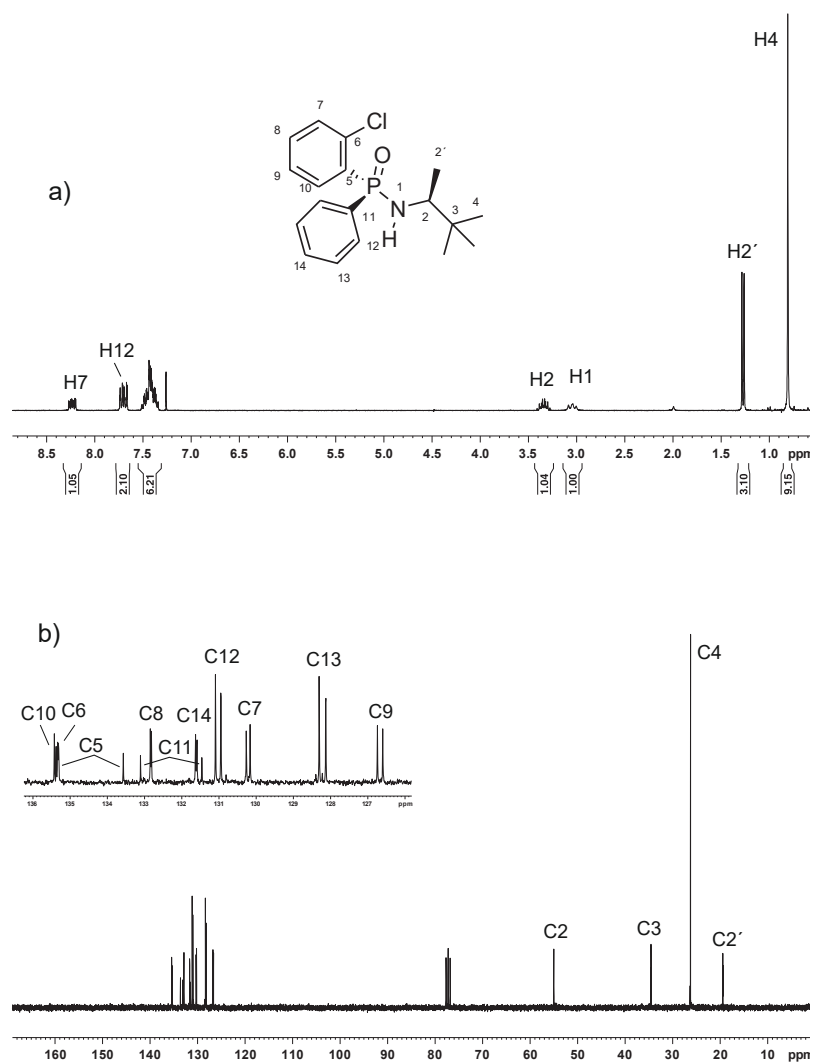 H4
7
Cl
8
6
O
2´
9
5
P
1
10
N
2
3
4
11
H
12
14
13
a)
H2´
H12
H7
H2
H1
8.5 8.0 7.5 7.0 6.5 6.0 5.5 5.0 4.5 4.0 3.5 3.0 2.5 2.0 1.5 1.0 ppm
1.05 2.10 6.21 1.04 1.00 3.10 9.15
b)
C4
C12
C13
C10 C6
C8
C14
C7
C9
C5
C11
136 135 134 133 132 131 130 129 128 127 ppm
C2
C3
C2´
160 150 140 130 120 110 100 90 80 70 60 50 40 30 20 10 ppm